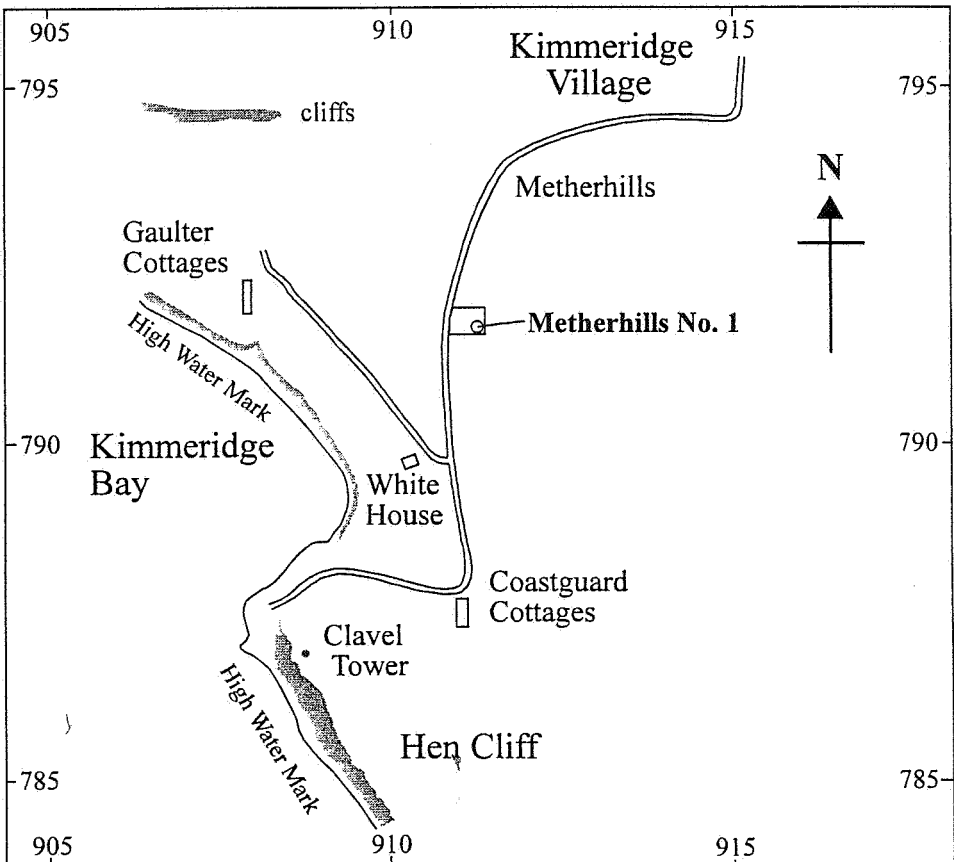 905
910
915
Kimmeridge
Village
795
795
cliffs
N
Metherhills
Gaulter
Cottages
Metherhills No. 1
High Water Mark
790
790
Kimmeridge
Bay
White
House
Coastguard
Cottages
Clavel
Tower
High Water Mark
Hen Cliff
785
785
905
910
915